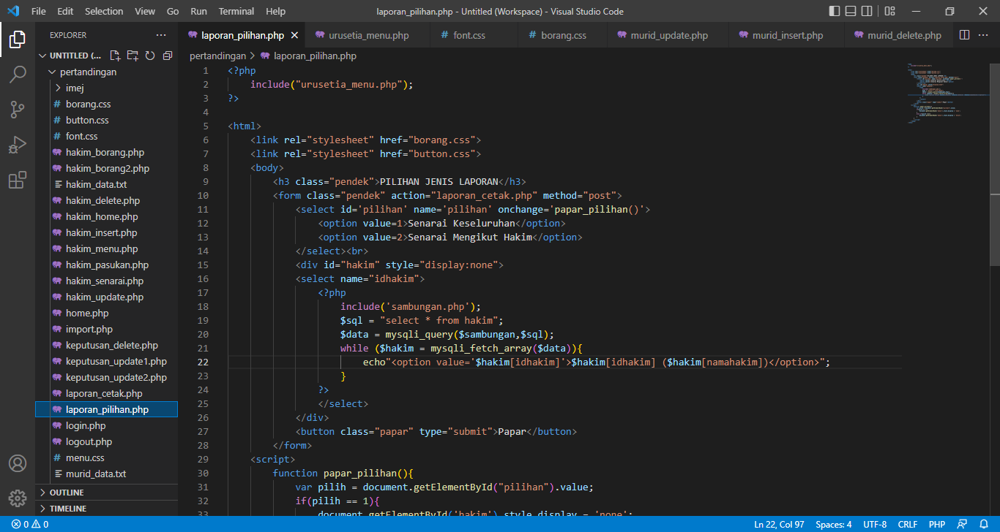 File Edit Selection View Go Run Terminal Help laporan_pilihan.php - Untitled (Workspace) - Visual Studio Code
EXPLORER
UNTITLED (...
pertandingan
imej
# borang.css
# button.css
# font.css
hakim_borang.php
hakim_borang2.php
hakim_data.txt
hakim_delete.php
hakim_home.php
hakim_insert.php
hakim_menu.php
hakim_pasukan.php
hakim_senarai.php
hakim_update.php
home.php
import.php
keputusan_delete.php
keputusan_update1.php
keputusan_update2.php
laporan_cetak.php
laporan_pilihan.php
login.php
logout.php
# menu.css
murid_data.txt
OUTLINE
TIMELINE
laporan_pilihan.php urusetia_menu.php # font.css # borang.css murid_update.php murid_insert.php murid_delete.php
pertandingan > laporan_pilihan.php
1 <?php
2 include("urusetia_menu.php");
3 ?>
4
5 <html>
6 <link rel="stylesheet" href="borang.css">
7 <link rel="stylesheet" href="button.css">
8 <body>
9 <h3 class="pendek">PILIHAN JENIS LAPORAN</h3>
10 <form class="pendek" action="laporan_cetak.php" method="post">
11 <select id='pilihan' name='pilihan' onchange='papar_pilihan()'>
12 <option value=1>Senarai Keseluruhan</option>
13 <option value=2>Senarai Mengikut Hakim</option>
14 </select><br>
15 <div id="hakim" style="display:none">
16 <select name="idhakim">
17 <?php
18 include('sambungan.php');
19 $sql = "select * from hakim";
20 $data = mysqli_query($sambungan,$sql);
21 while ($hakim = mysqli_fetch_array($data)){
22 echo"<option value='$hakim[idhakim]'>$hakim[idhakim] ($hakim[namahakim])</option>";
23 }
24 ?>
25 </select>
26 </div>
27 <button class="papar" type="submit">Papar</button>
28 </form>
29 <script>
30 function papar_pilihan(){
31 var pilih = document.getElementById("pilihan").value;
32 if(pilih == 1){
33 document.getElementById('hakim').style.display = 'none';
0 0 Ln 22, Col 97 Spaces: 4 UTF-8 CRLF PHP